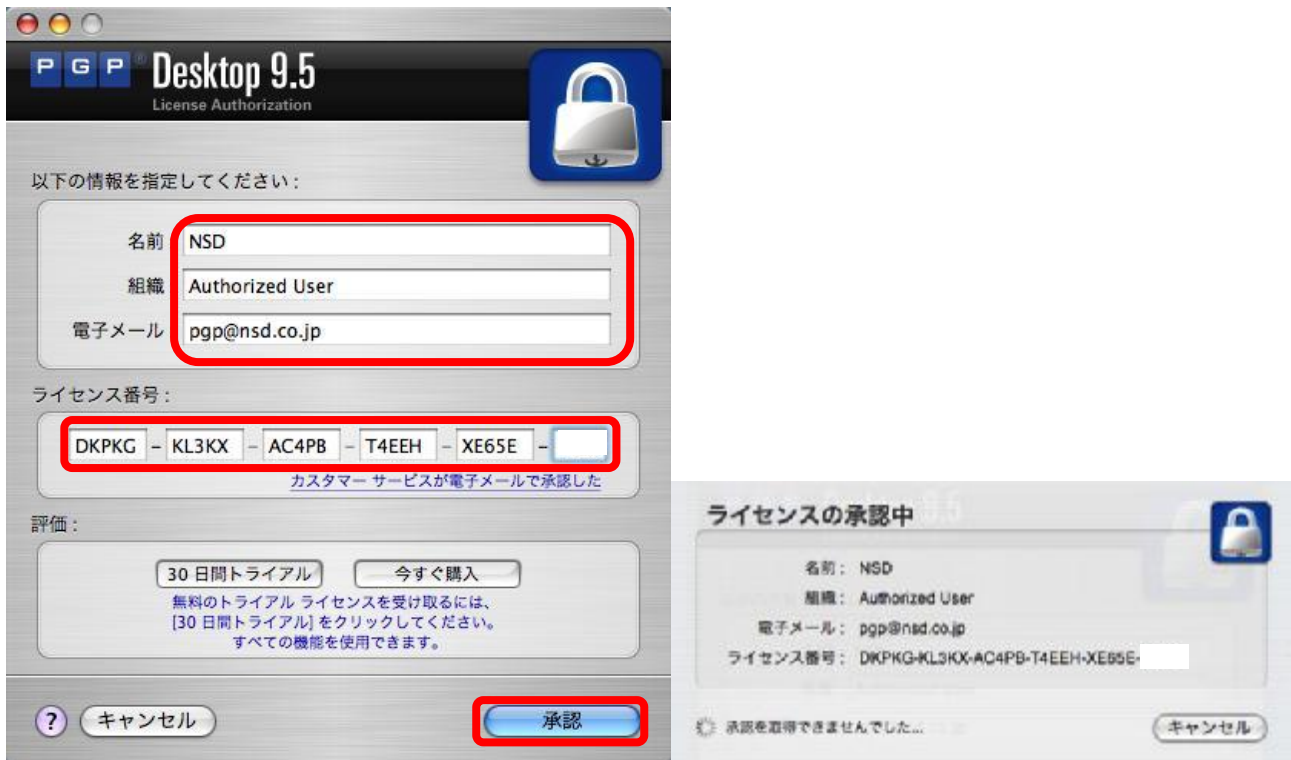 PGP® Desktop 9.5
License Authorization
以下の情報を指定してください:
名前 NSD
組織 Authorized User
電子メール pgp@nsd.co.jp
ライセンス番号:
DKPKG - KL3KX - AC4PB - T4EEH - XE65E -
カスタマー サービスが電子メールで承認した
評価:
30 日間トライアル 今すぐ購入
無料のトライアル ライセンスを受け取るには、
[30 日間トライアル] をクリックしてください。
すべての機能を使用できます。
? キャンセル 承認
ライセンスの承認中
名前: NSD
組織: Authorized User
電子メール: pgp@nsd.co.jp
ライセンス番号: DKPKG-KL3KX-AC4PB-T4EEH-XE65E-
承認を取得できませんでした...
キャンセル